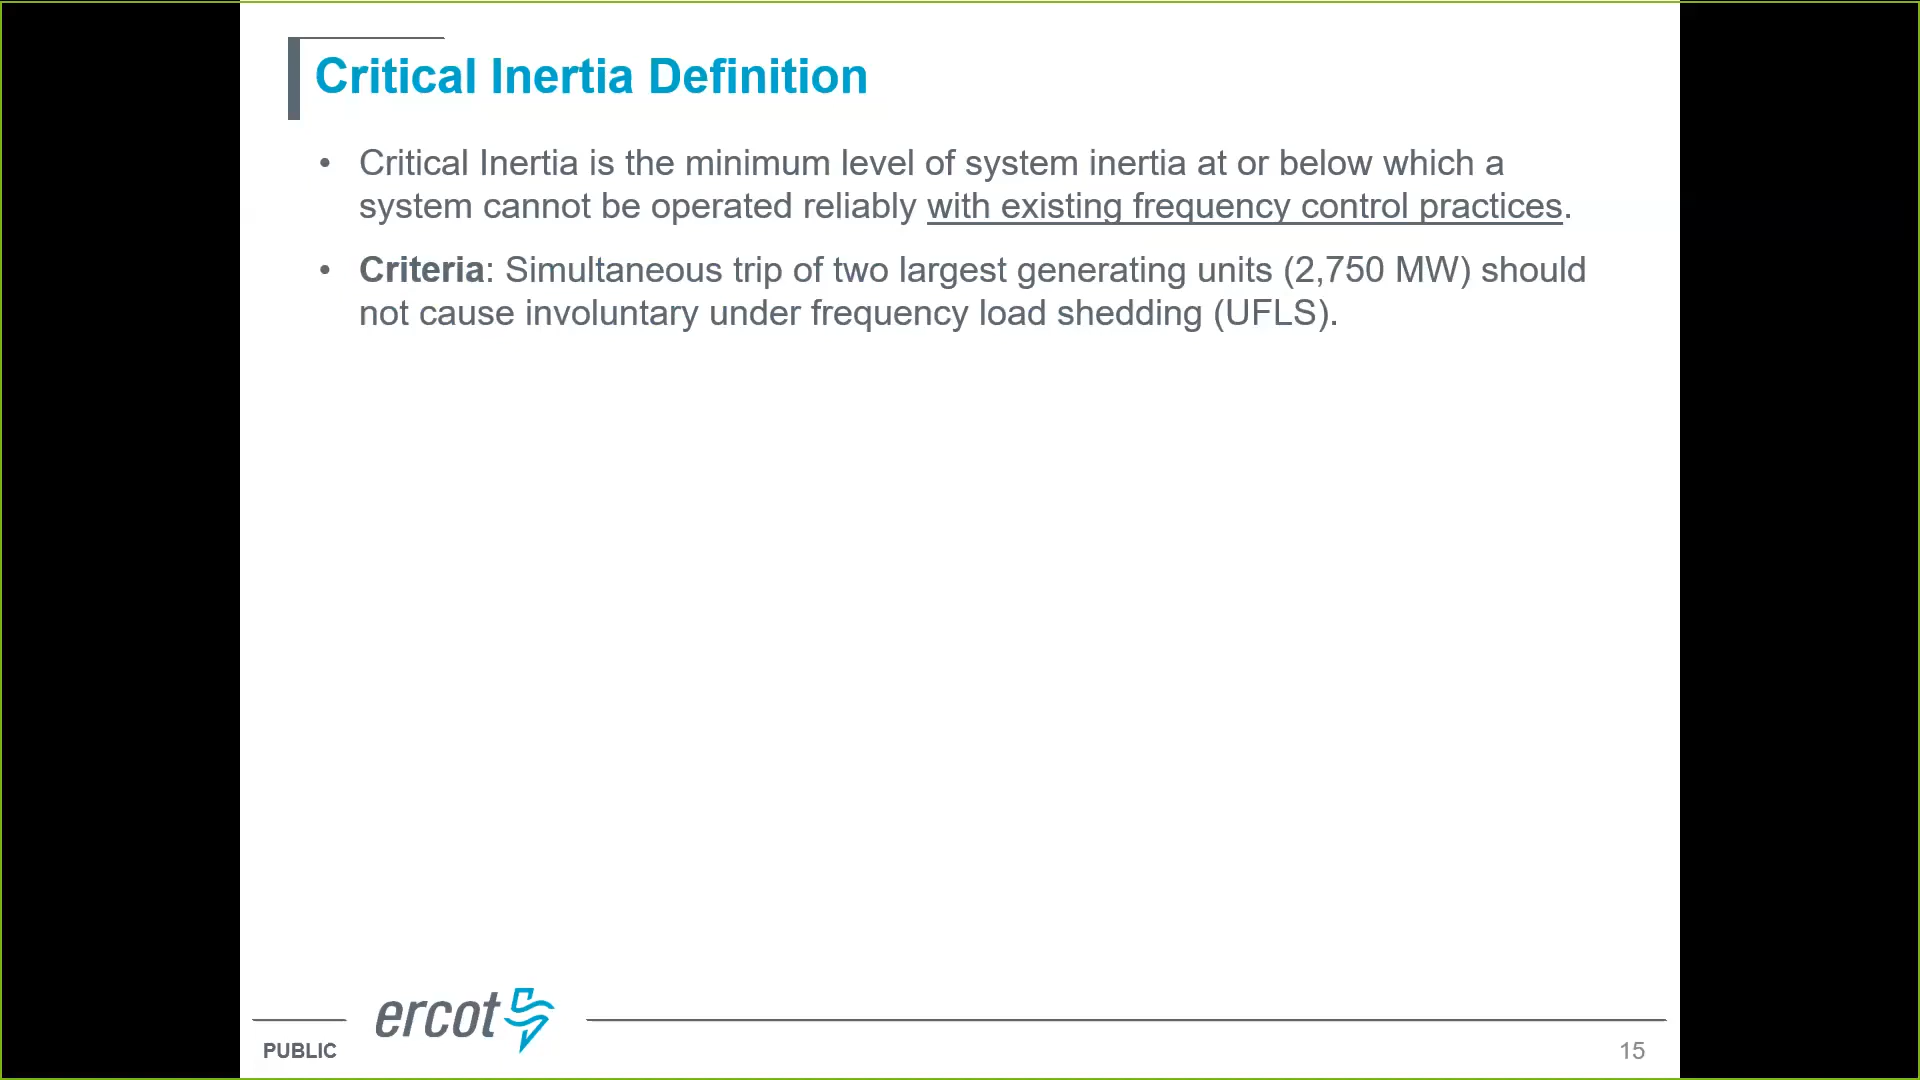 Critical Inertia Definition
• Critical Inertia is the minimum level of system inertia at or below which a
system cannot be operated reliably with existing frequency control practices.
• Criteria: Simultaneous trip of two largest generating units (2,750 MW) should
not cause involuntary under frequency load shedding (UFLS).
ercot
PUBLIC
15